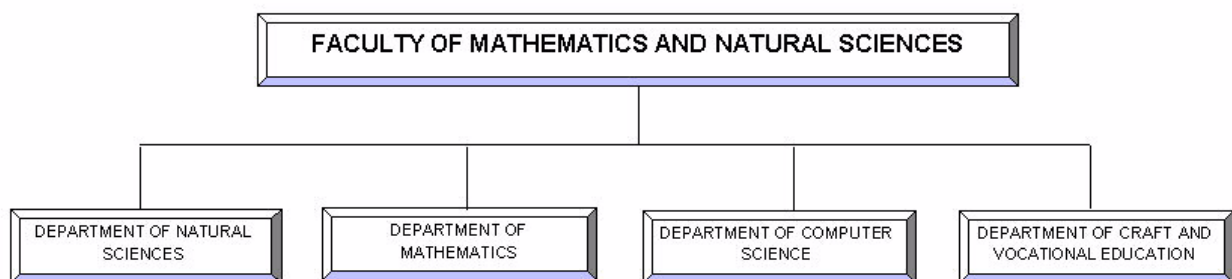 FACULTY OF MATHEMATICS AND NATURAL SCIENCES
DEPARTMENT OF NATURAL
SCIENCES
DEPARTMENT OF
MATHEMATICS
DEPARTMENT OF COMPUTER
SCIENCE
DEPARTMENT OF CRAFT AND
VOCATIONAL EDUCATION